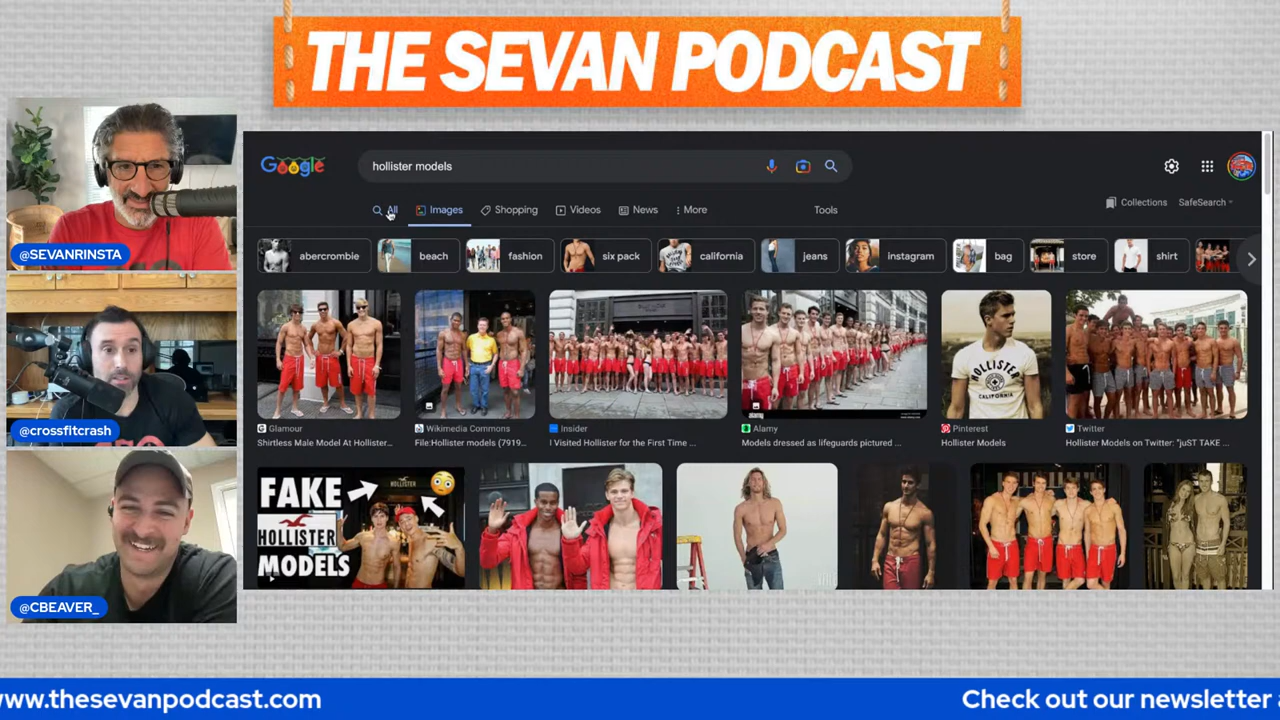 THE SEVAN PODCAST
@SEVANRINSTA
@crossfitcrash
@CBEAVER_
Google
hollister models
All
Images
Shopping
Videos
News
More
Tools
Collections
SafeSearch
abercrombie
beach
fashion
six pack
california
jeans
instagram
bag
store
shirt
HOLLISTER
CALIFORNIA
Glamour
Shirtless Male Model At Hollister...
Wikimedia Commons
File:Hollister models (7919...
Insider
I Visited Hollister for the First Time ...
Alamy
Models dressed as lifeguards pictured ...
Pinterest
Hollister Models
Twitter
Hollister Models on Twitter: "juST TAKE ...
FAKE
HOLLISTER
HOLLISTER
MODELS
www.thesevanpodcast.com
Check out our newsletter